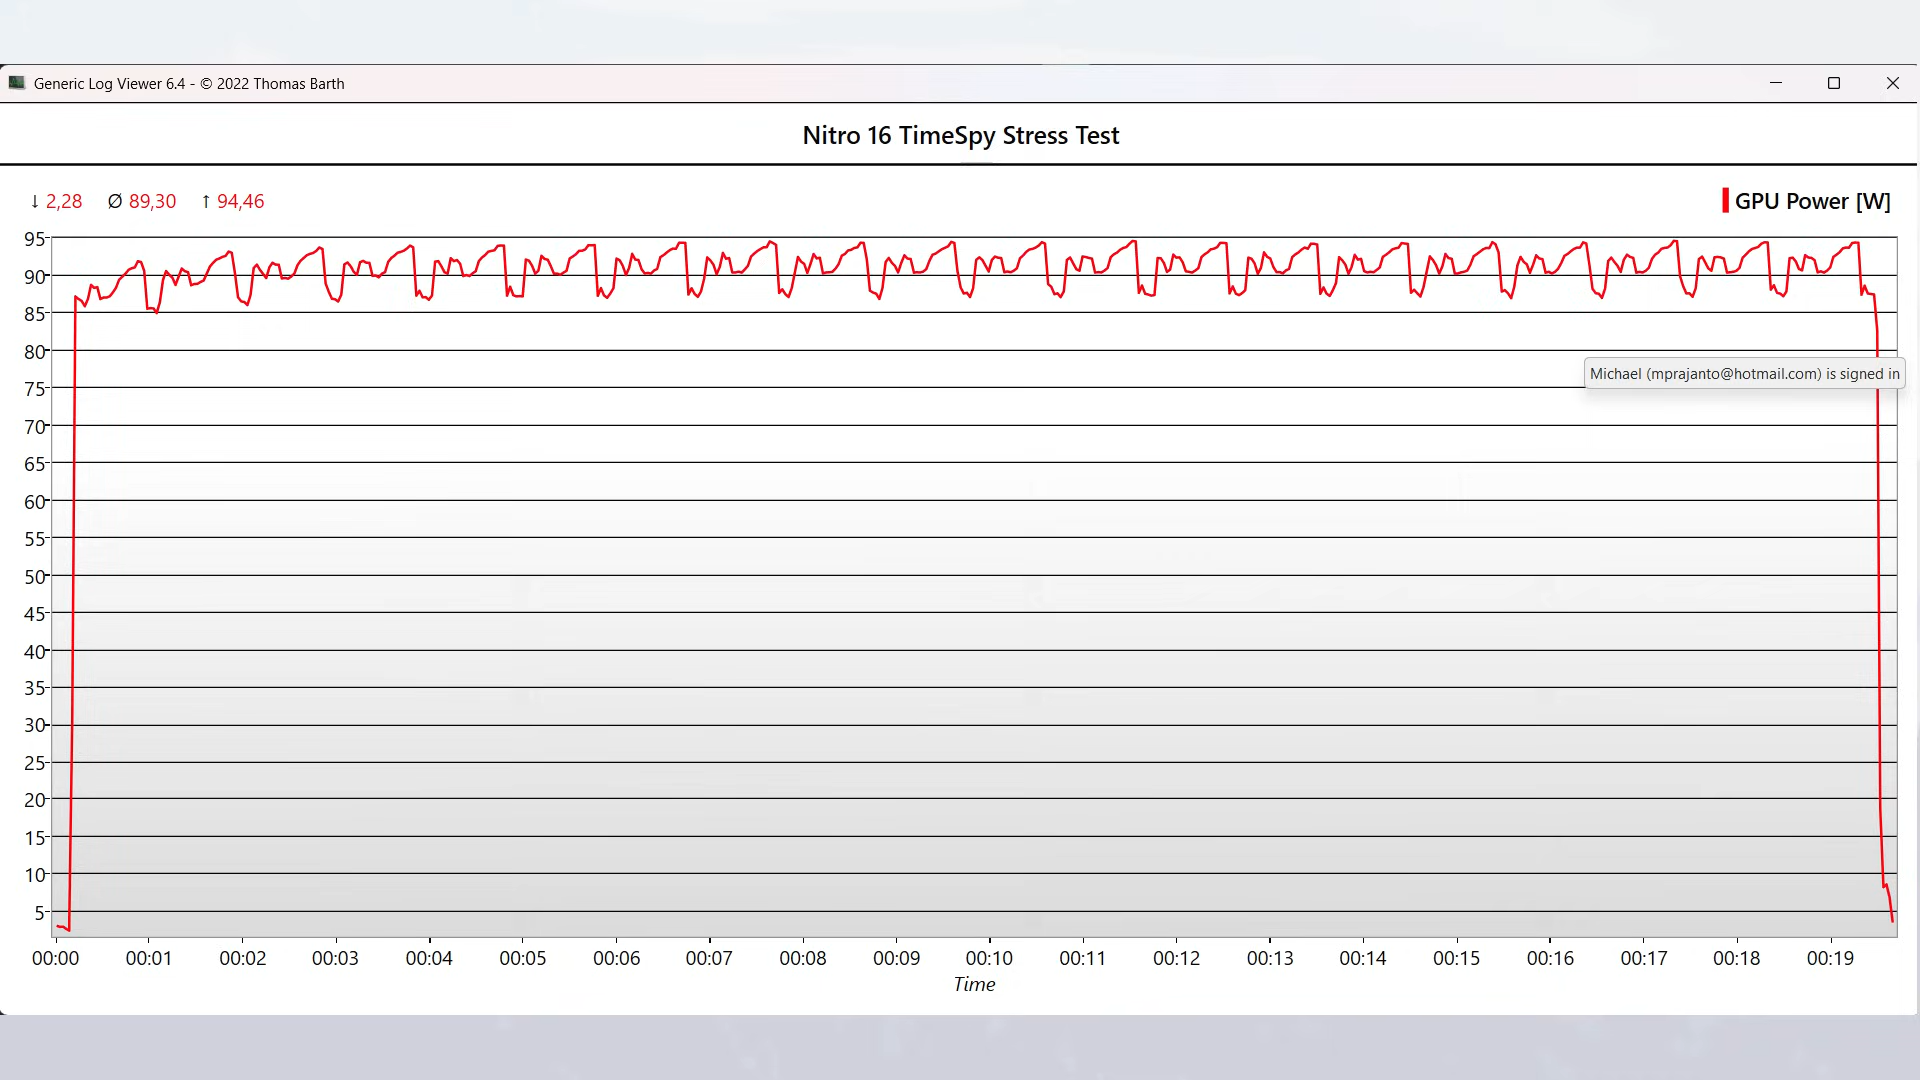 Generic Log Viewer 6.4 - © 2022 Thomas Barth
Nitro 16 TimeSpy Stress Test
↓ 2,28 Ø 89,30 ↑ 94,46
GPU Power [W]
95
90
85
80
75
Michael (mprajanto@hotmail.com) is signed in
70
65
60
55
50
45
40
35
30
25
20
15
10
5
00:00 00:01 00:02 00:03 00:04 00:05 00:06 00:07 00:08 00:09 00:10 00:11 00:12 00:13 00:14 00:15 00:16 00:17 00:18 00:19
Time